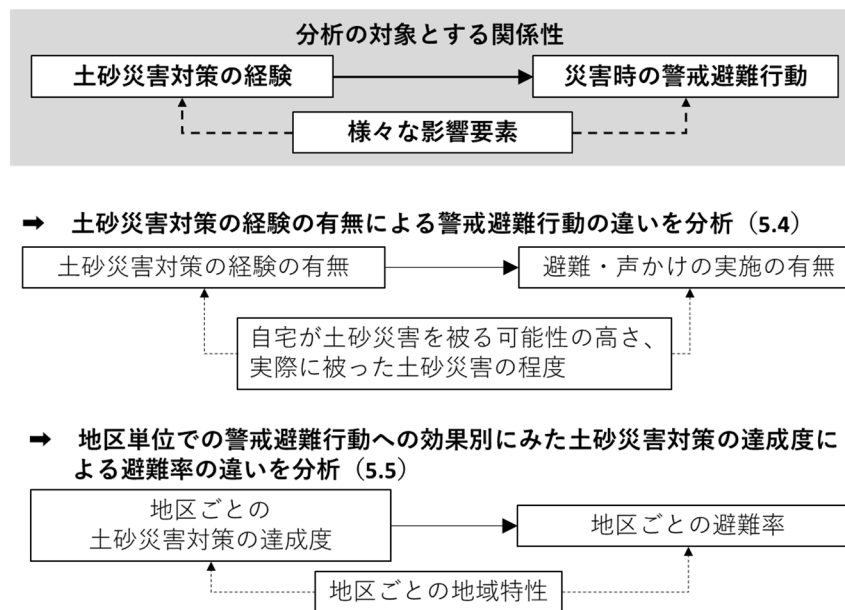 分析の対象とする関係性
土砂災害対策の経験
災害時の警戒避難行動
様々な影響要素
➡ 土砂災害対策の経験の有無による警戒避難行動の違いを分析（5.4）
土砂災害対策の経験の有無
避難・声かけの実施の有無
自宅が土砂災害を被る可能性の高さ、
実際に被った土砂災害の程度
➡ 地区単位での警戒避難行動への効果別にみた土砂災害対策の達成度に
よる避難率の違いを分析（5.5）
地区ごとの
土砂災害対策の達成度
地区ごとの避難率
地区ごとの地域特性